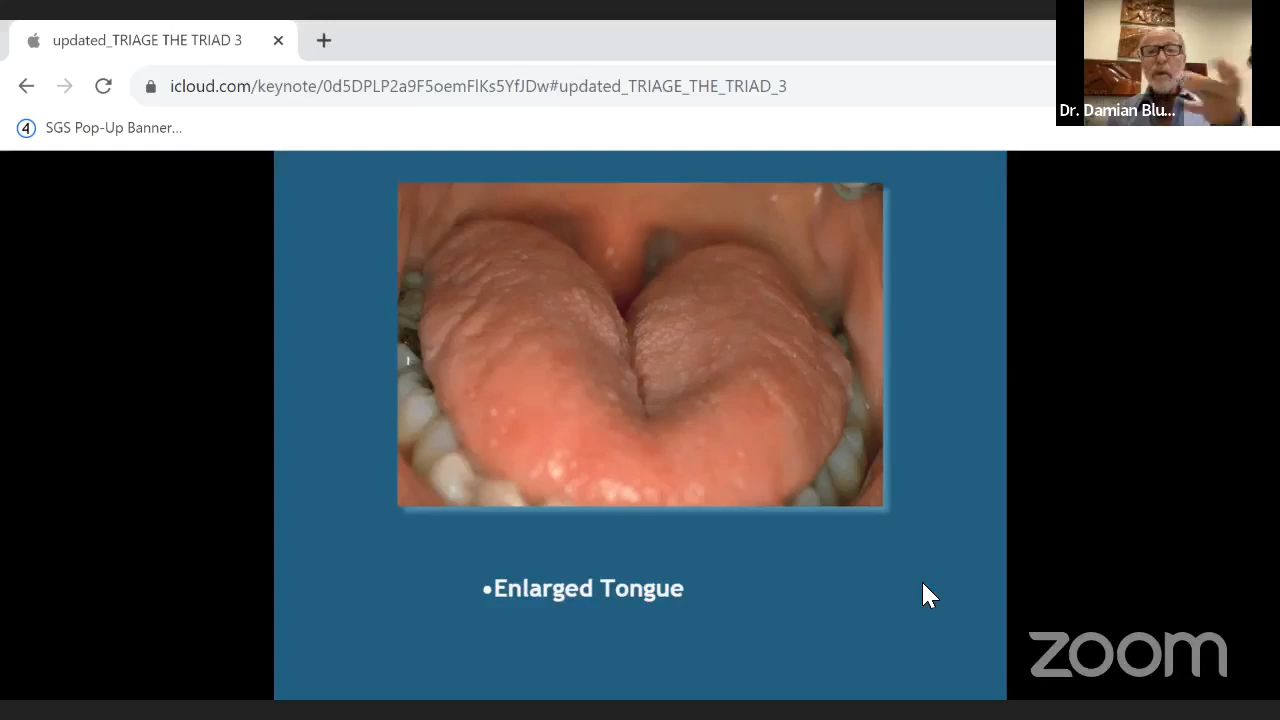 updated_TRIAGE THE TRIAD 3
icloud.com/keynote/0d5DPLP2a9F5oemFlKs5YfJDw#updated_TRIAGE_THE_TRIAD_3
4 SGS Pop-Up Banner...
Dr. Damian Blu...
•Enlarged Tongue
zoom